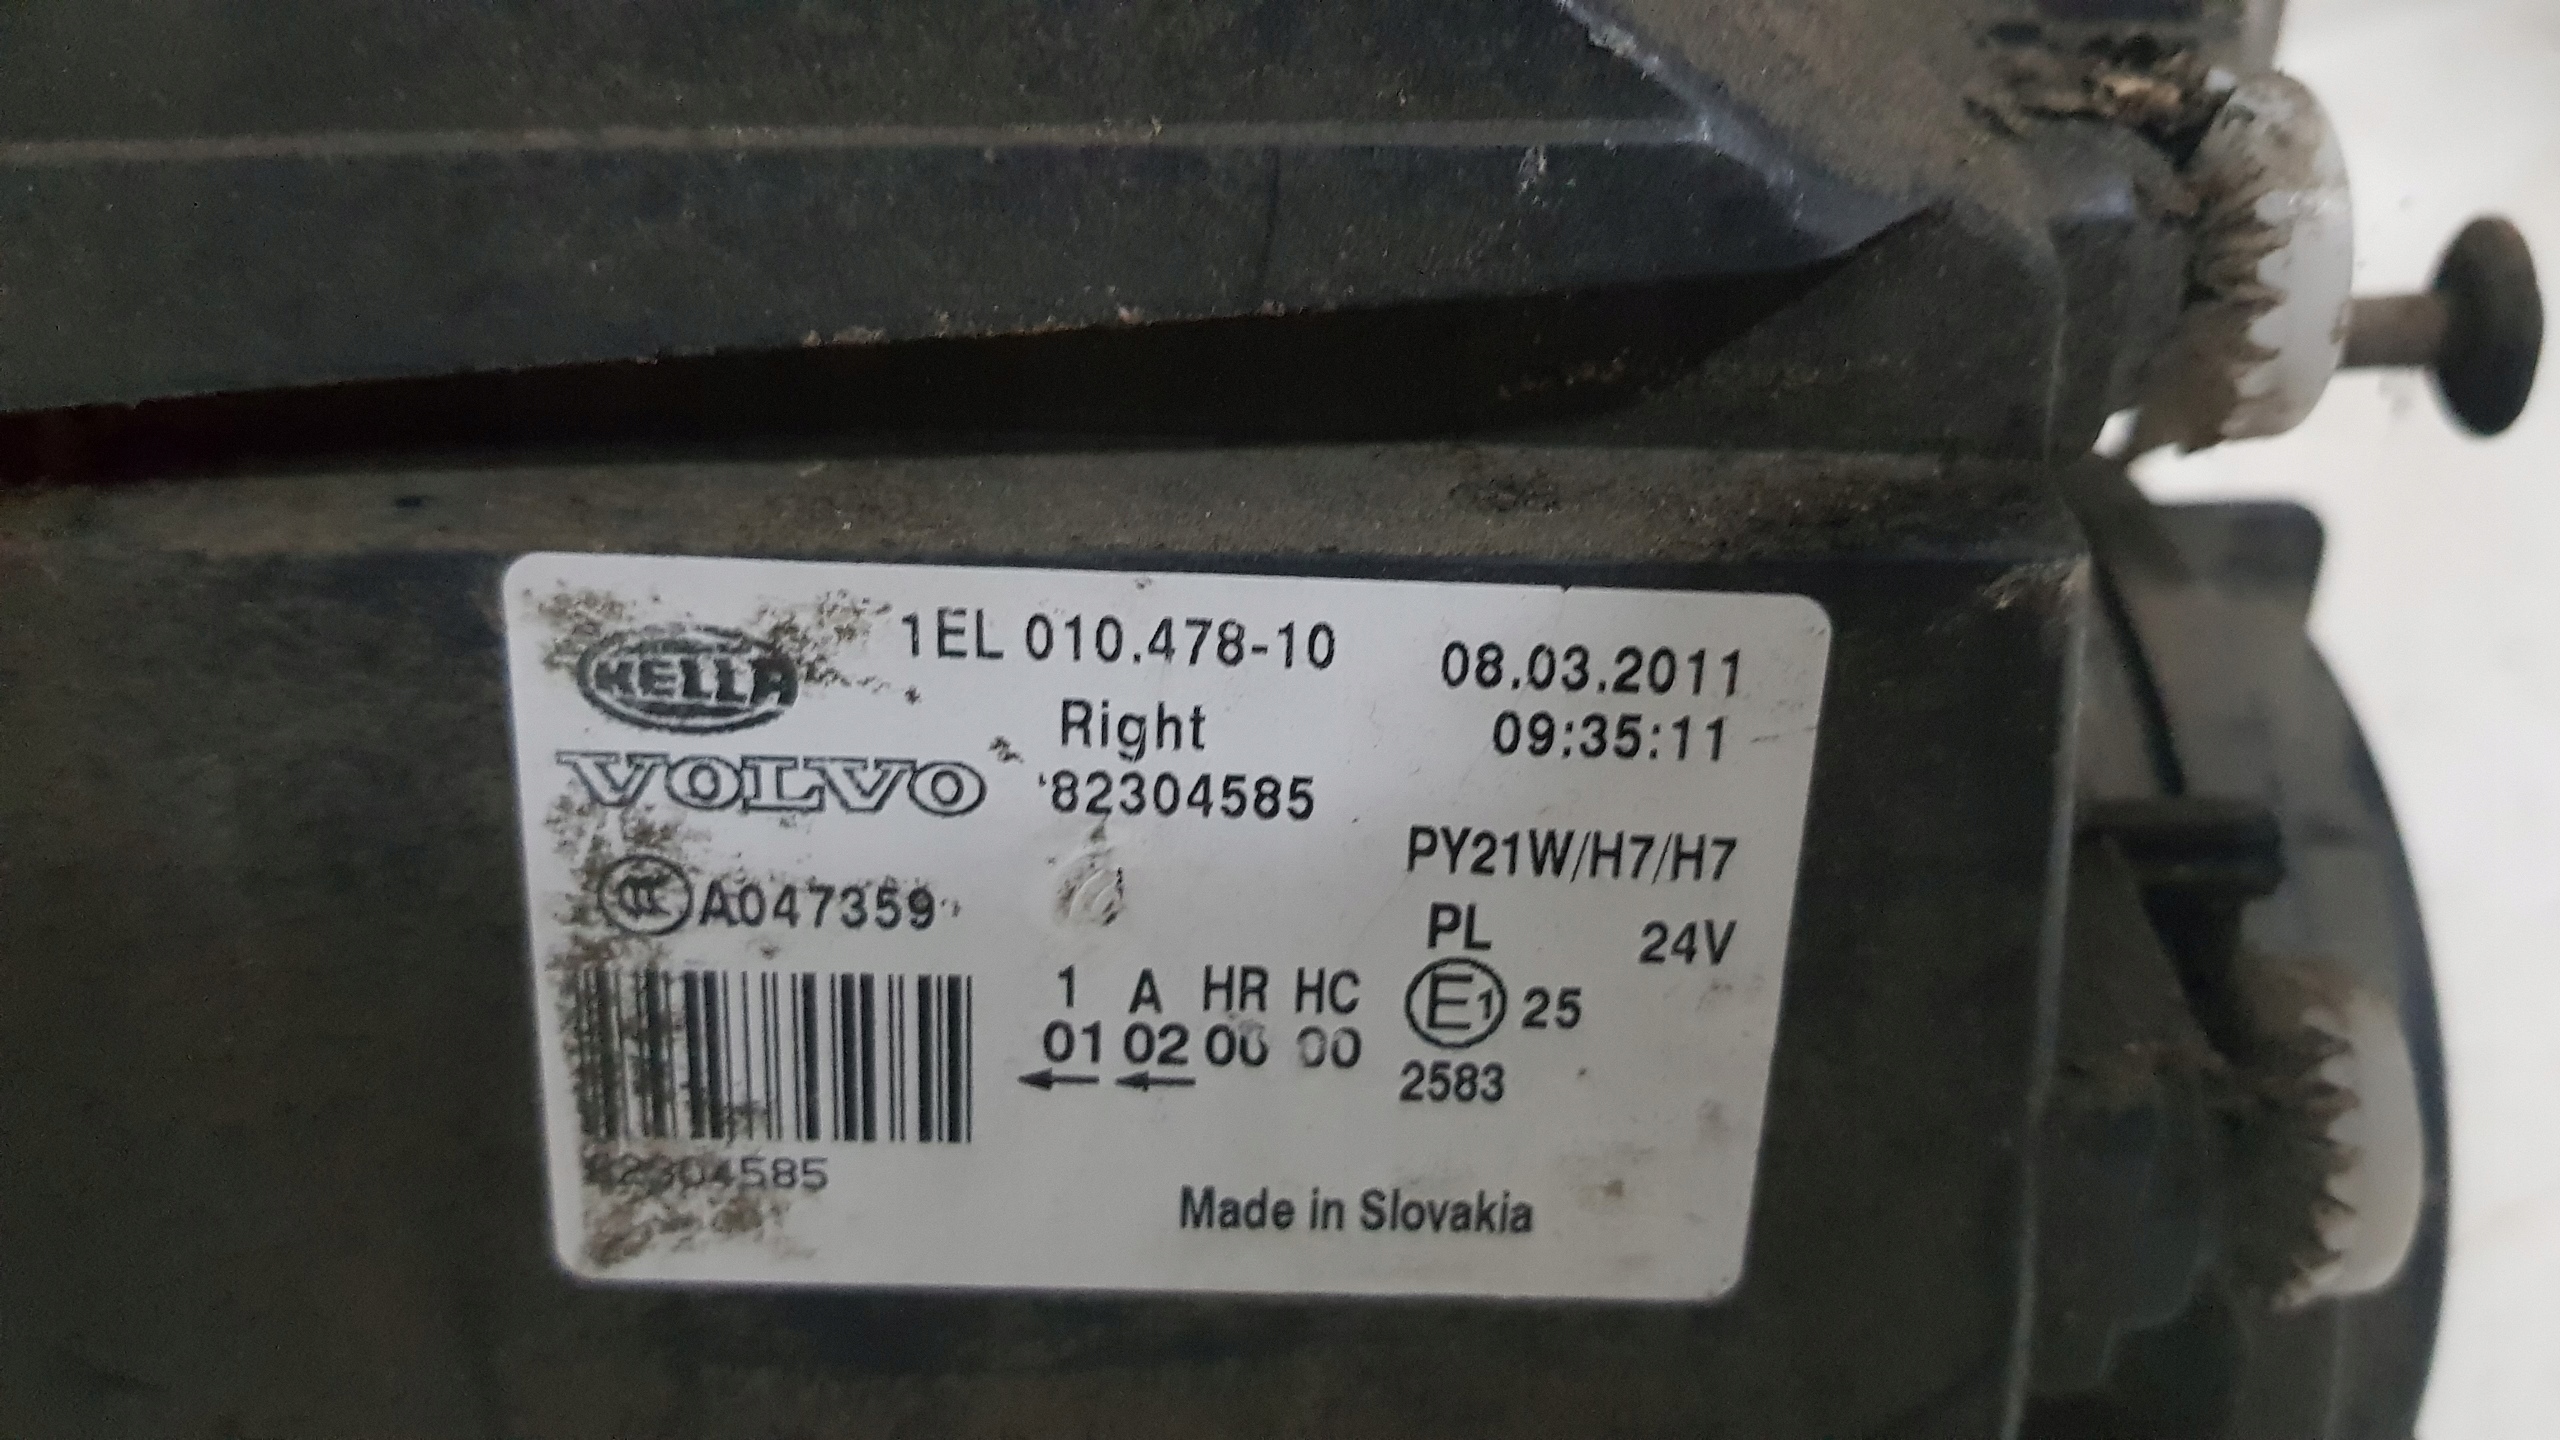 HELLA
1EL 010.478-10
08.03.2011
Right
09:35:11
VOLVO
82304585
PY21W/H7/H7
CCC A047359
PL
24V
1 A HR HC
E1 25
01 02 00 00
2583
82304585
Made in Slovakia